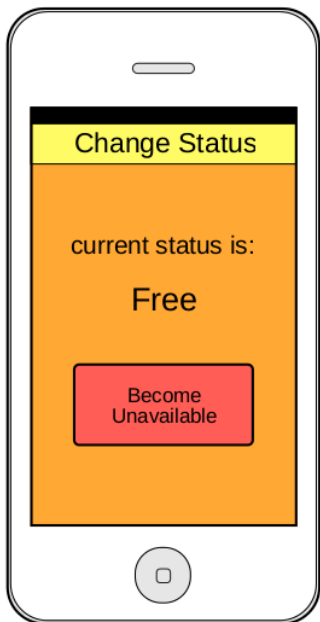 Change Status
current status is:
Free
Become
Unavailable